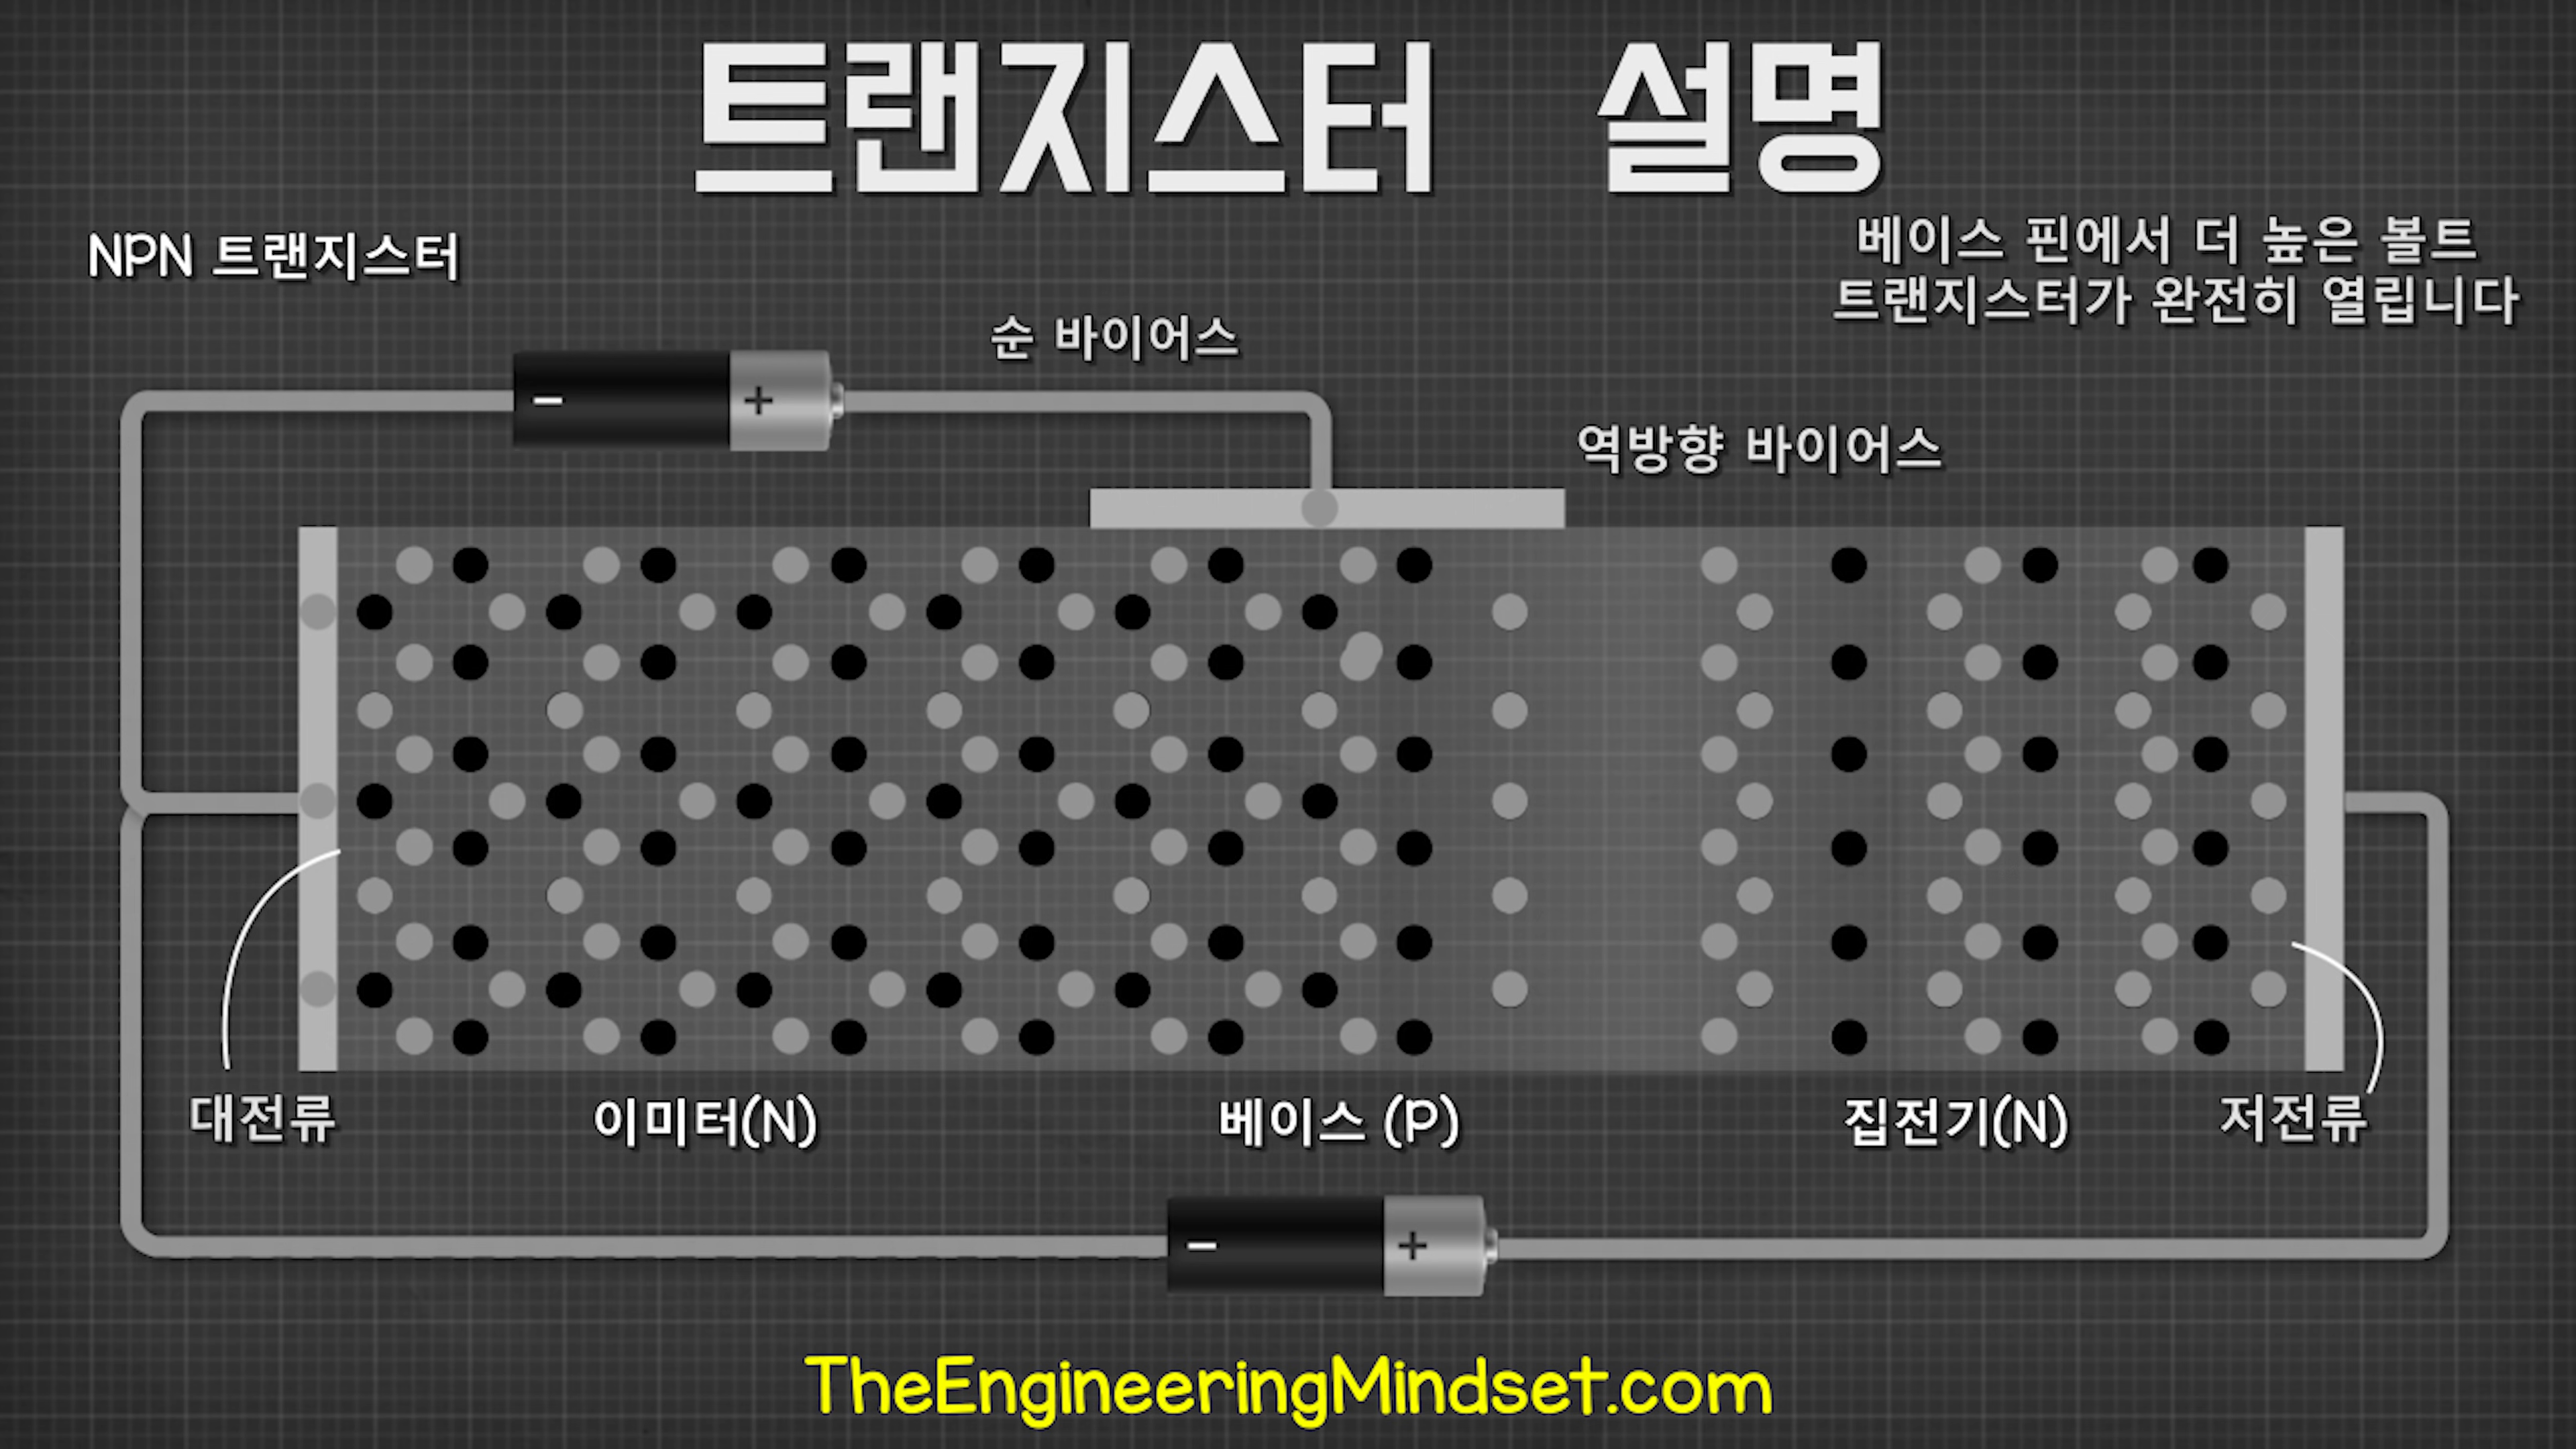 트랜지스터 설명
NPN 트랜지스터
베이스 핀에서 더 높은 볼트
트랜지스터가 완전히 열립니다
순 바이어스
- +
역방향 바이어스
대전류
이미터(N)
베이스 (P)
집전기(N)
저전류
- +
TheEngineeringMindset.com